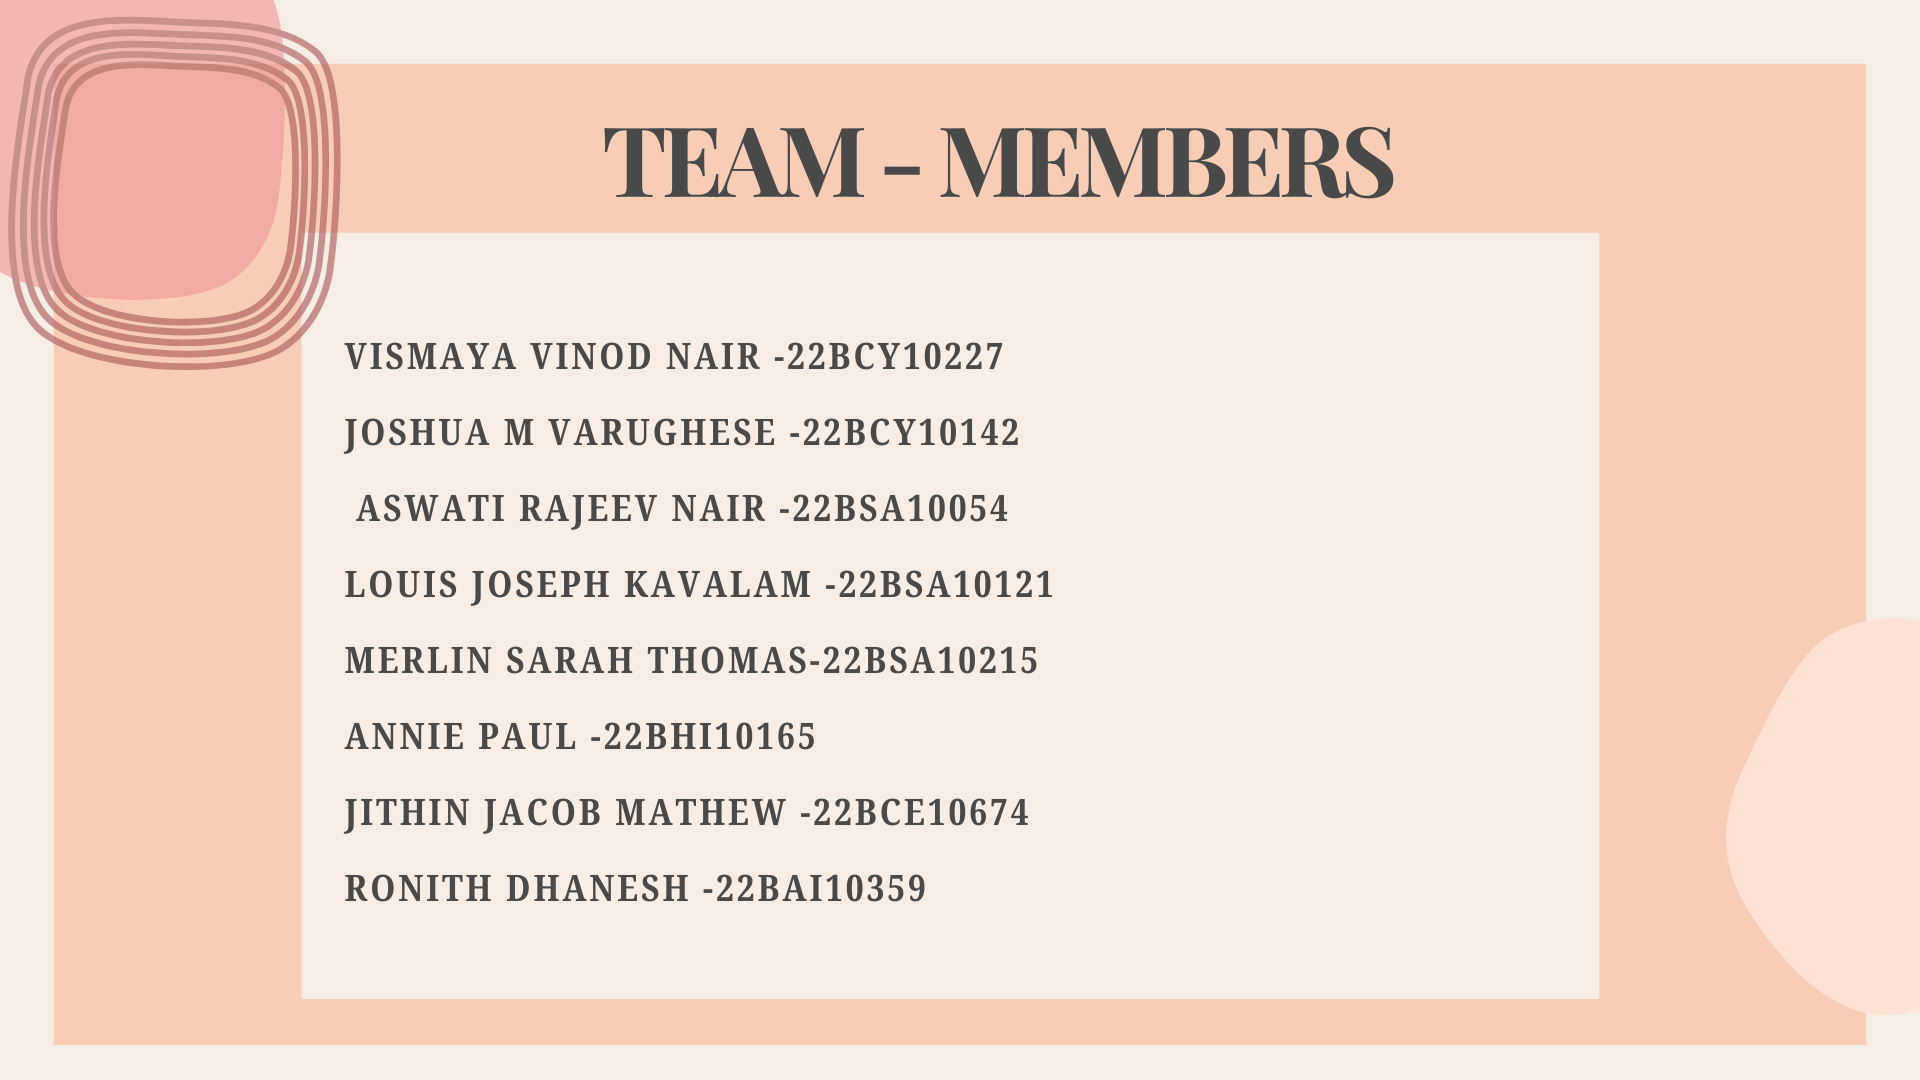 TEAM – MEMBERS
VISMAYA VINOD NAIR -22BCY10227
JOSHUA M VARUGHESE -22BCY10142
ASWATI RAJEEV NAIR -22BSA10054
LOUIS JOSEPH KAVALAM -22BSA10121
MERLIN SARAH THOMAS-22BSA10215
ANNIE PAUL -22BHI10165
JITHIN JACOB MATHEW -22BCE10674
RONITH DHANESH -22BAI10359